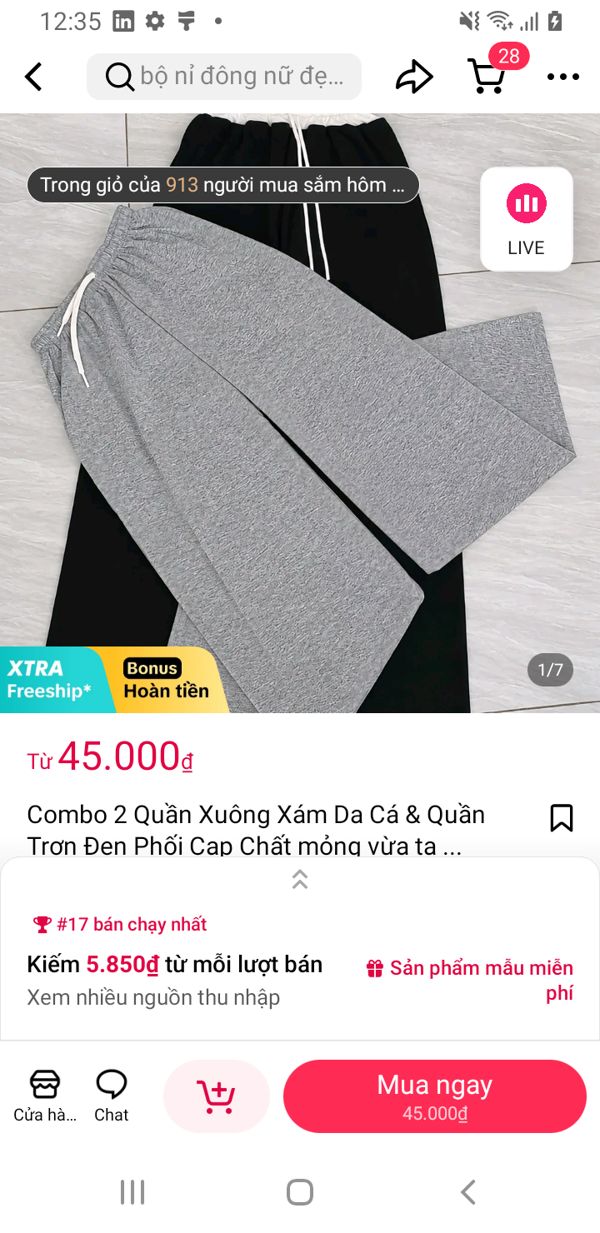 12:35
28
bộ nỉ đông nữ đẹ...
Trong giỏ của 913 người mua sắm hôm ...
LIVE
XTRA
Freeship*
Bonus
Hoàn tiền
1/7
Từ 45.000₫
Combo 2 Quần Xuông Xám Da Cá & Quần
Trơn Đen Phối Cap Chất mỏng vừa ta ...
#17 bán chạy nhất
Kiếm 5.850₫ từ mỗi lượt bán
Xem nhiều nguồn thu nhập
Sản phẩm mẫu miễn
phí
Cửa hà...
Chat
Mua ngay
45.000₫